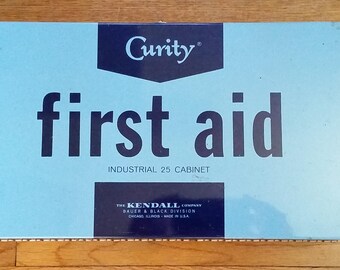 Curity®
first aid
INDUSTRIAL 25 CABINET
THE KENDALL COMPANY
BAUER & BLACK DIVISION
CHICAGO, ILLINOIS - MADE IN U.S.A.